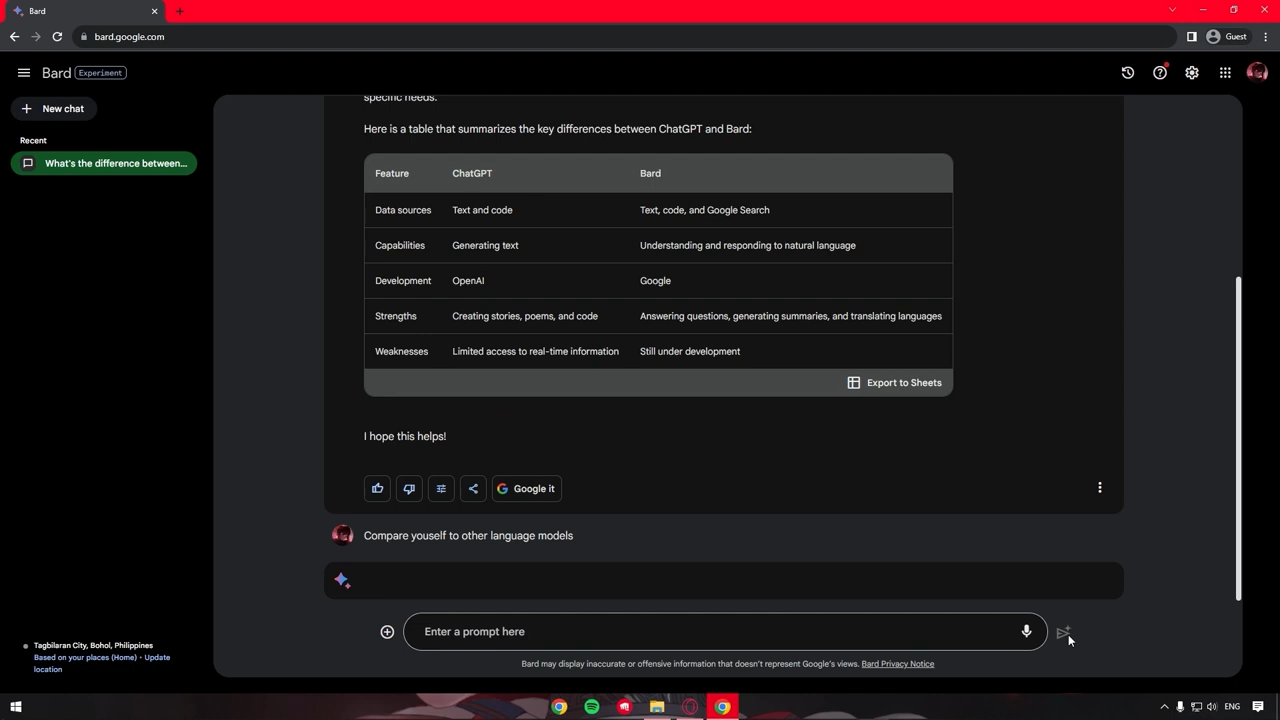 Bard
bard.google.com
Guest
Bard Experiment
New chat
Recent
What's the difference between...
specific needs.
Here is a table that summarizes the key differences between ChatGPT and Bard:
Feature ChatGPT Bard
Data sources Text and code Text, code, and Google Search
Capabilities Generating text Understanding and responding to natural language
Development OpenAI Google
Strengths Creating stories, poems, and code Answering questions, generating summaries, and translating languages
Weaknesses Limited access to real-time information Still under development
Export to Sheets
I hope this helps!
Google it
Compare youself to other language models
Enter a prompt here
Bard may display inaccurate or offensive information that doesn't represent Google's views. Bard Privacy Notice
Tagbilaran City, Bohol, Philippines
Based on your places (Home) • Update
location
ENG